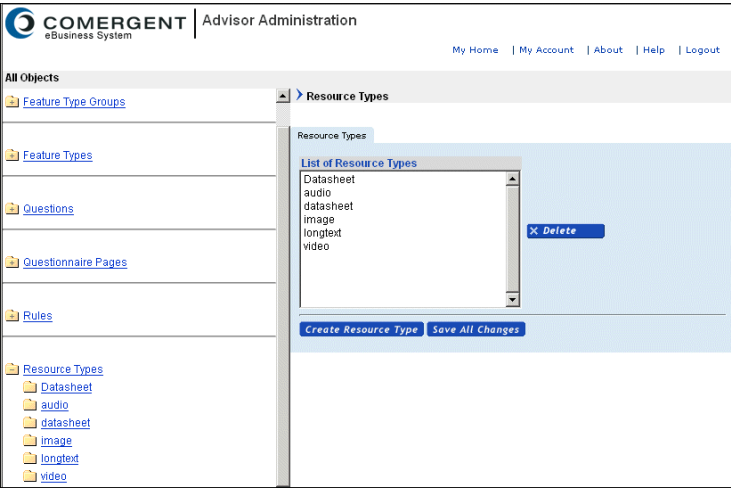 COMERGENT
eBusiness System
Advisor Administration
My Home | My Account | About | Help | Logout
All Objects
Feature Type Groups
Feature Types
Questions
Questionnaire Pages
Rules
Resource Types
Datasheet
audio
datasheet
image
longtext
video
Resource Types
Resource Types
List of Resource Types
Datasheet
audio
datasheet
image
longtext
video
X Delete
Create Resource Type
Save All Changes